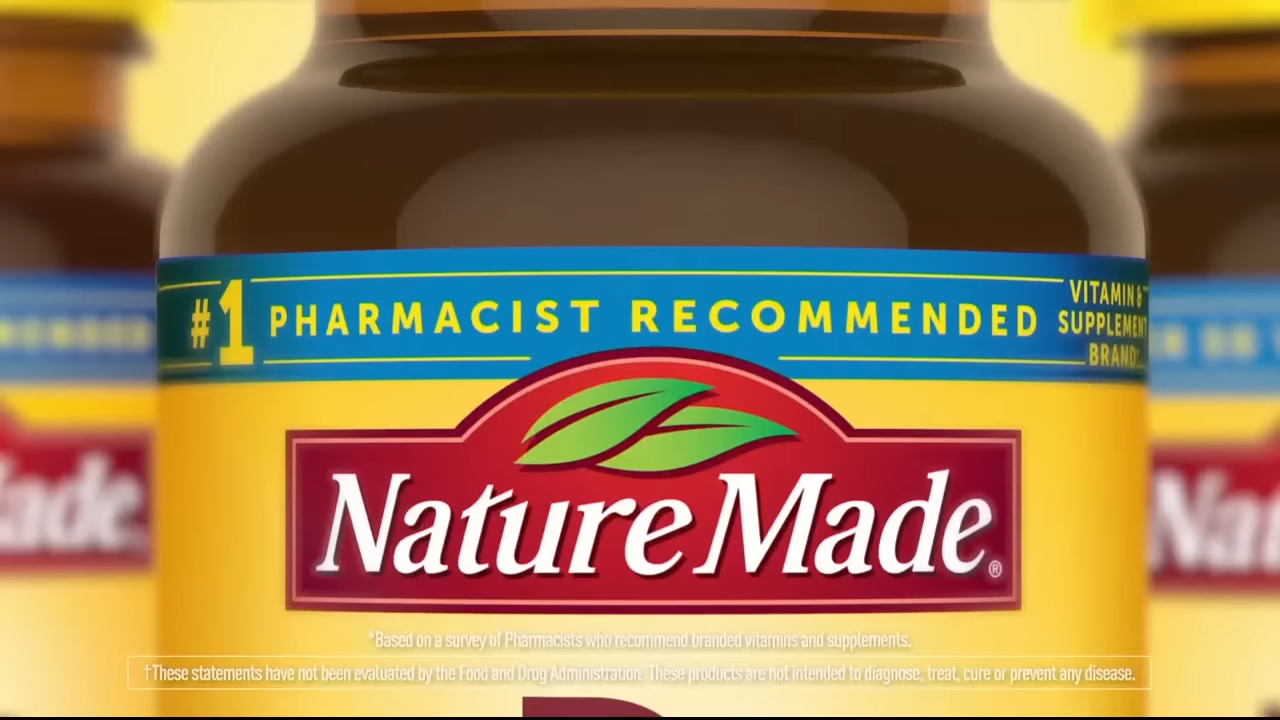 #1 PHARMACIST RECOMMENDED
VITAMIN &
SUPPLEMENT
BRAND*
Nature Made®
*Based on a survey of Pharmacists who recommend branded vitamins and supplements.
†These statements have not been evaluated by the Food and Drug Administration. These products are not intended to diagnose, treat, cure or prevent any disease.
ade
Na